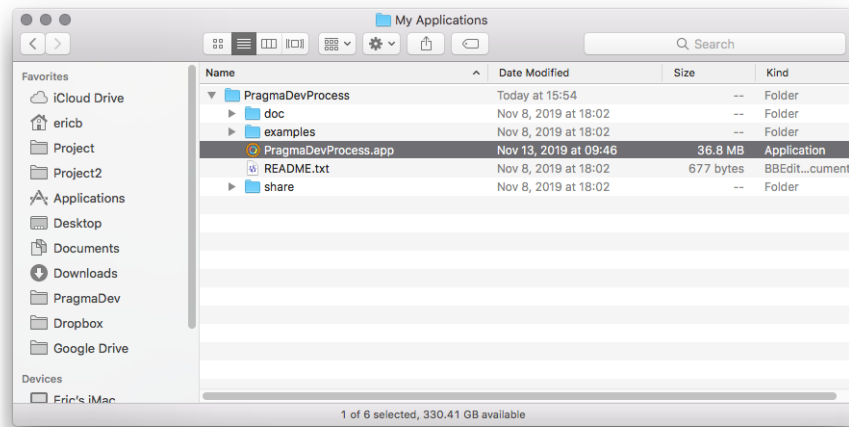 My Applications
Search
Favorites
iCloud Drive
ericb
Project
Project2
Applications
Desktop
Documents
Downloads
PragmaDev
Dropbox
Google Drive
Devices
Eric's iMac
Name Date Modified Size Kind
PragmaDevProcess Today at 15:54 -- Folder
doc Nov 8, 2019 at 18:02 -- Folder
examples Nov 8, 2019 at 18:02 -- Folder
PragmaDevProcess.app Nov 13, 2019 at 09:46 36.8 MB Application
README.txt Nov 8, 2019 at 18:02 677 bytes BBEdit...cument
share Nov 8, 2019 at 18:02 -- Folder
1 of 6 selected, 330.41 GB available